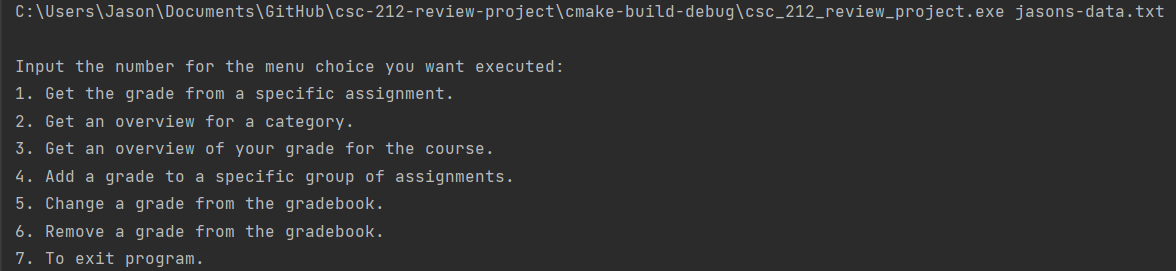 C:\Users\Jason\Documents\GitHub\csc-212-review-project\cmake-build-debug\csc_212_review_project.exe jasons-data.txt
Input the number for the menu choice you want executed:
1. Get the grade from a specific assignment.
2. Get an overview for a category.
3. Get an overview of your grade for the course.
4. Add a grade to a specific group of assignments.
5. Change a grade from the gradebook.
6. Remove a grade from the gradebook.
7. To exit program.